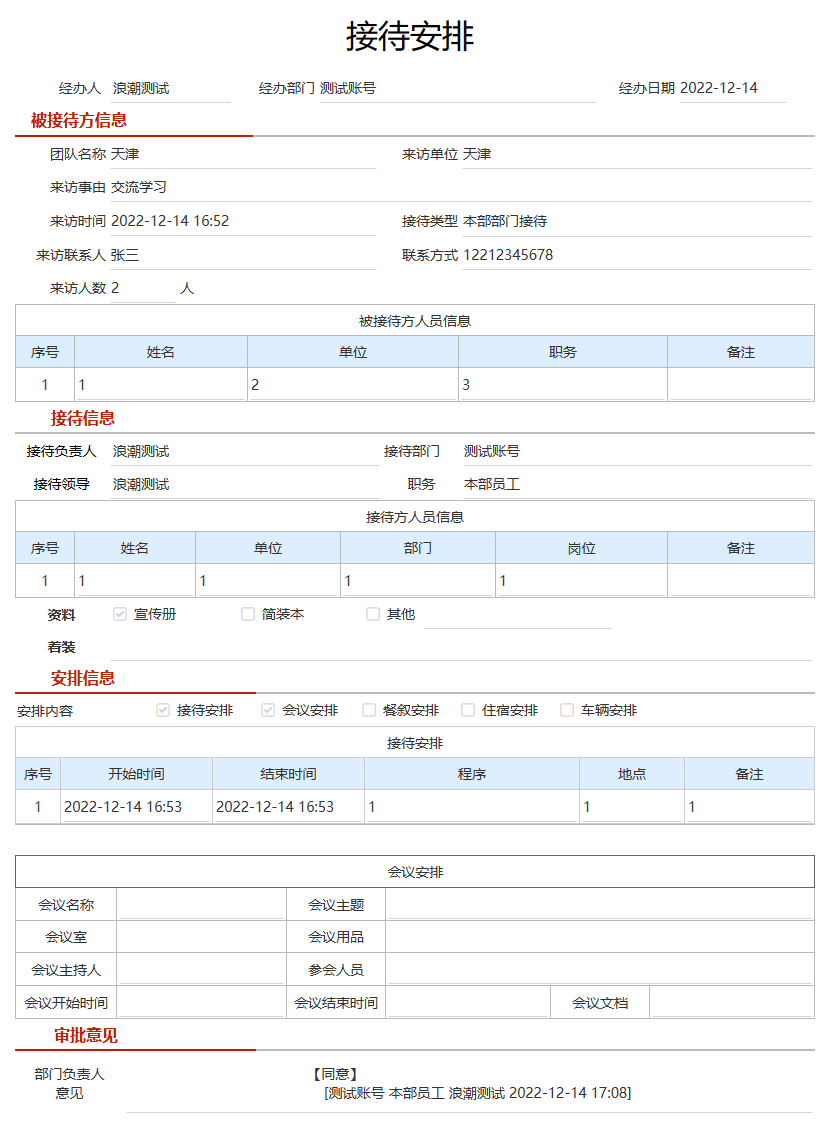 接待安排
经办人 浪潮测试 经办部门 测试账号 经办日期 2022-12-14
被接待方信息
团队名称 天津 来访单位 天津
来访事由 交流学习
来访时间 2022-12-14 16:52 接待类型 本部部门接待
来访联系人 张三 联系方式 12212345678
来访人数 2 人
被接待方人员信息
序号 姓名 单位 职务 备注
1 1 2 3
接待信息
接待负责人 浪潮测试 接待部门 测试账号
接待领导 浪潮测试 职务 本部员工
接待方人员信息
序号 姓名 单位 部门 岗位 备注
1 1 1 1 1
资料 宣传册 简装本 其他
着装
安排信息
安排内容 接待安排 会议安排 餐叙安排 住宿安排 车辆安排
接待安排
序号 开始时间 结束时间 程序 地点 备注
1 2022-12-14 16:53 2022-12-14 16:53 1 1 1
会议安排
会议名称 会议主题
会议室 会议用品
会议主持人 参会人员
会议开始时间 会议结束时间 会议文档
审批意见
部门负责人 【同意】
意见 [测试账号 本部员工 浪潮测试 2022-12-14 17:08]